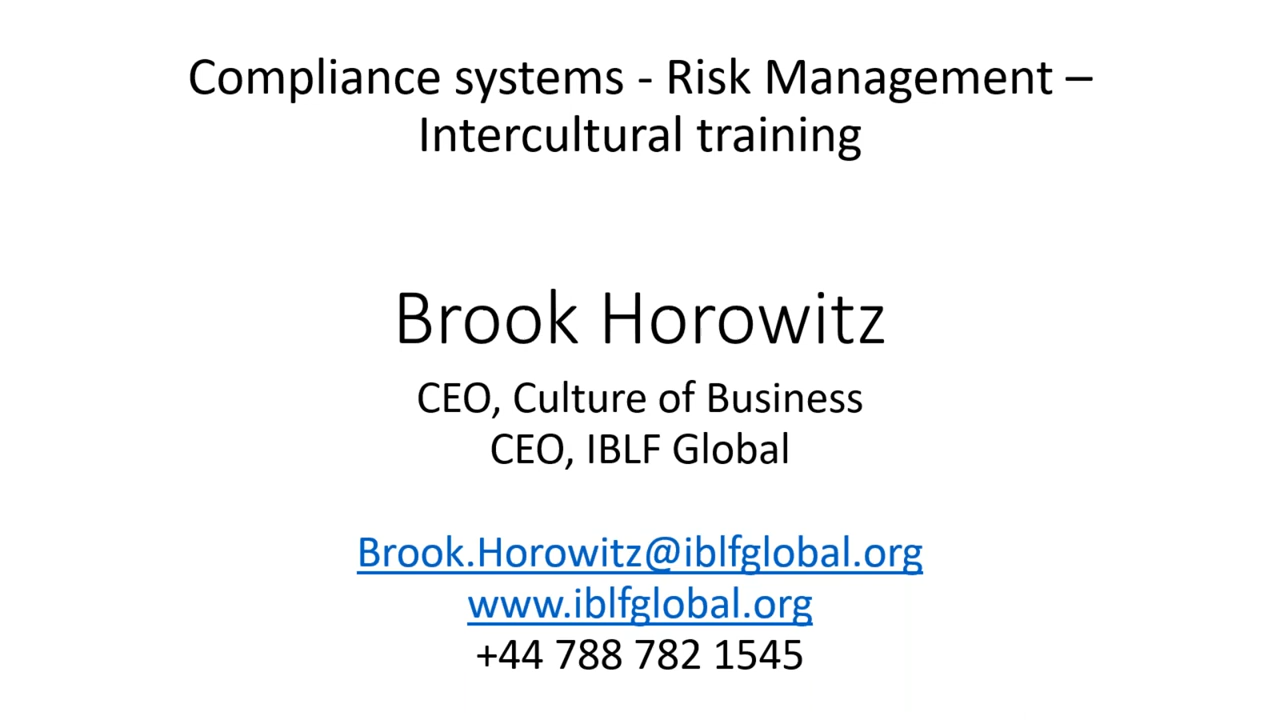 Compliance systems - Risk Management –
Intercultural training
Brook Horowitz
CEO, Culture of Business
CEO, IBLF Global
Brook.Horowitz@iblfglobal.org
www.iblfglobal.org
+44 788 782 1545